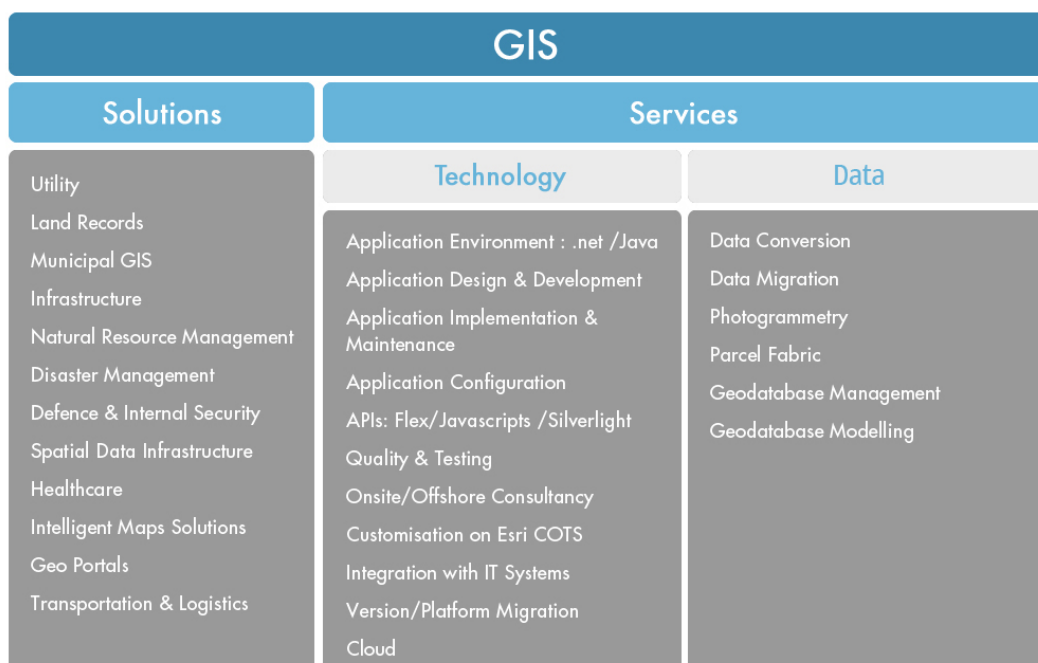 GIS
Solutions
Services
Utility
Land Records
Municipal GIS
Infrastructure
Natural Resource Management
Disaster Management
Defence & Internal Security
Spatial Data Infrastructure
Healthcare
Intelligent Maps Solutions
Geo Portals
Transportation & Logistics
Technology
Application Environment : .net /Java
Application Design & Development
Application Implementation &
Maintenance
Application Configuration
APIs: Flex/Javascripts /Silverlight
Quality & Testing
Onsite/Offshore Consultancy
Customisation on Esri COTS
Integration with IT Systems
Version/Platform Migration
Cloud
Data
Data Conversion
Data Migration
Photogrammetry
Parcel Fabric
Geodatabase Management
Geodatabase Modelling